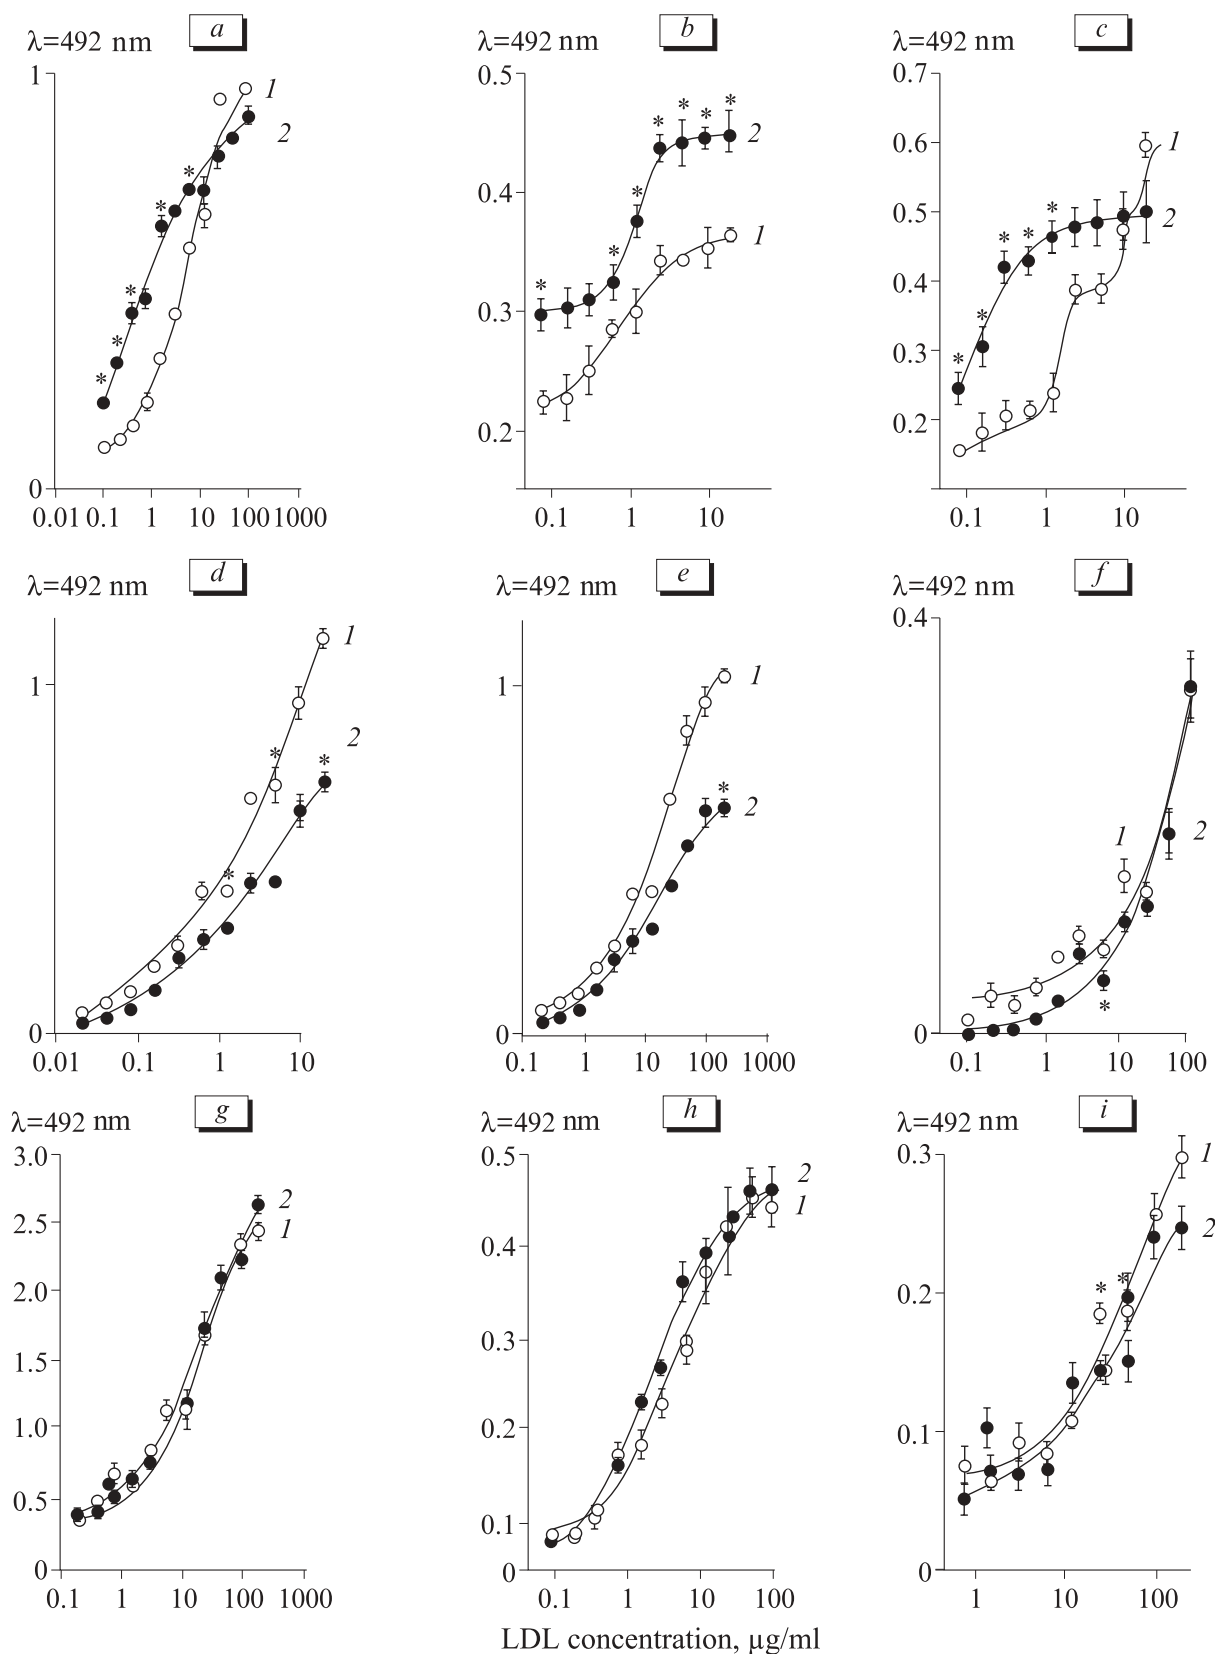 a b c
λ=492 nm λ=492 nm λ=492 nm
1 0.5 0.7
1 2
* * * * *
0 0.4 0.3 0.2
* * * * * *
2 1
0.6 0.5 0.4 0.3 0.2
* * * * *
1 2
0.01 0.1 1 10 100 1000 0.1 1 10 0.1 1 10
d e f
λ=492 nm λ=492 nm λ=492 nm
1 0
1 2
* * *
1 0
1 2
*
0.4 0
1 2
*
0.01 0.1 1 10 0.1 1 10 100 1000 1 10 100
g h i
λ=492 nm λ=492 nm λ=492 nm
3.0 2.5 2.0 1.5 1.0 0.5 0
2 1
0.5 0.4 0.3 0.2 0.1 0
2 1
0.3 0.2 0.1 0
1 2
* *
0.1 1 10 100 1000 0.1 1 10 100 1 10 100
LDL concentration, µg/ml